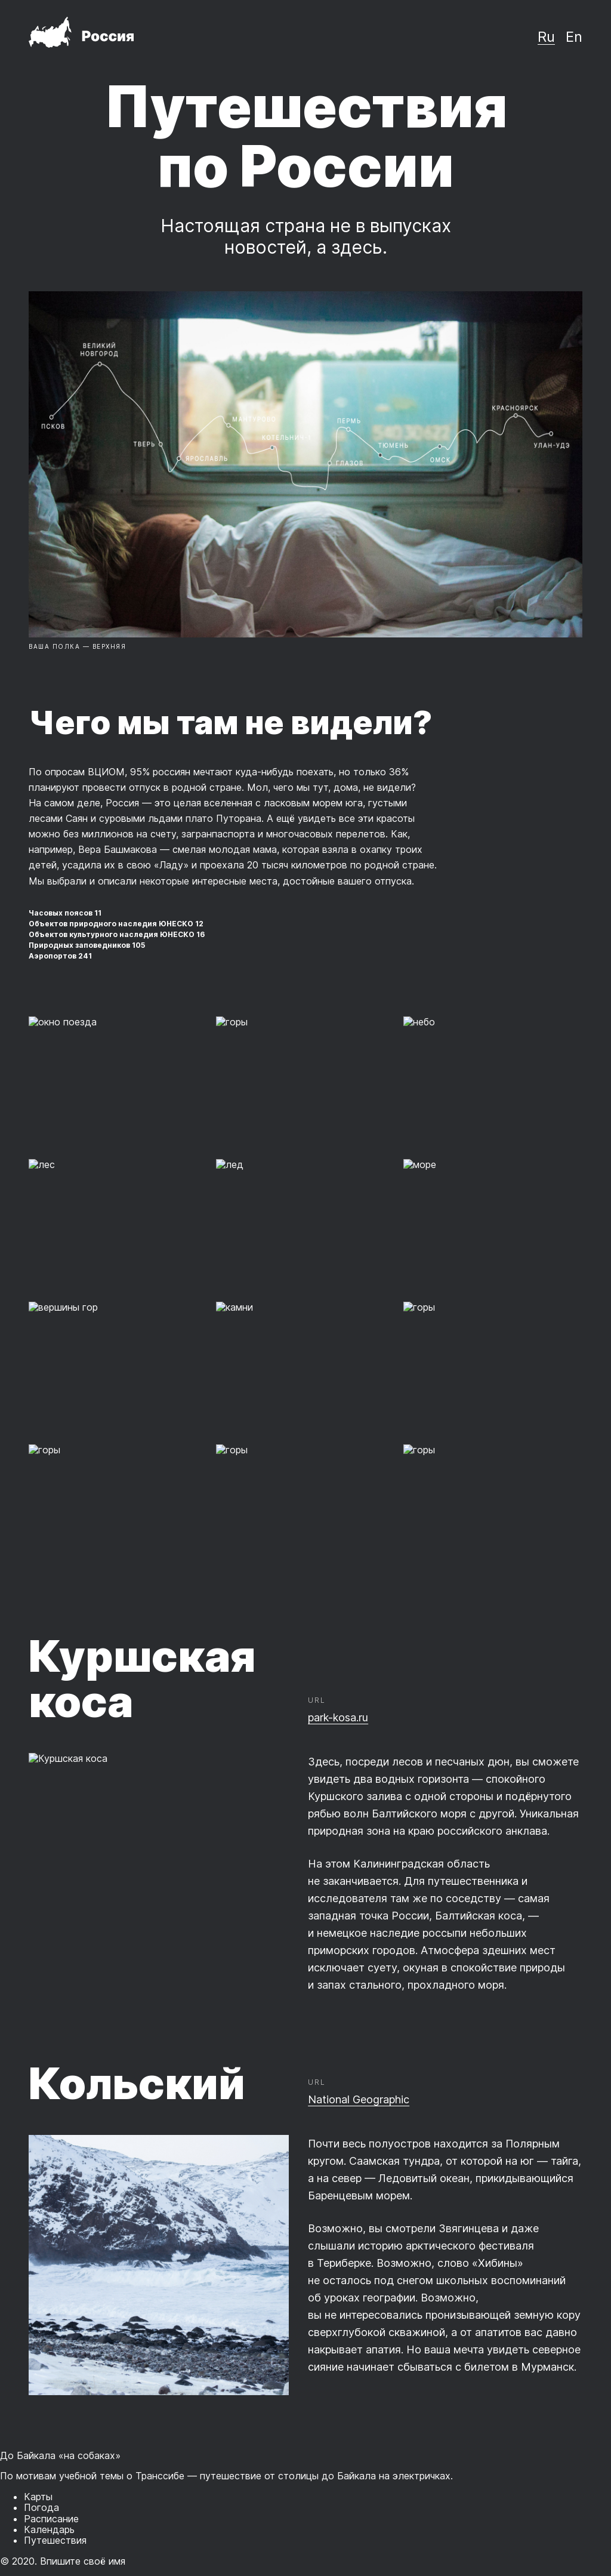 Россия
Ru En
Путешествия
по России
Настоящая страна не в выпусках
новостей, а здесь.
ВЕЛИКИЙ
НОВГОРОД
ПСКОВ
ТВЕРЬ
ЯРОСЛАВЛЬ
МАНТУРОВО
КОТЕЛЬНИЧ
ПЕРМЬ
ГЛАЗОВ
ТЮМЕНЬ
ОМСК
КРАСНОЯРСК
УЛАН-УДЭ
ВАША ПОЛКА — ВЕРХНЯЯ
Чего мы там не видели?
По опросам ВЦИОМ, 95% россиян мечтают куда-нибудь поехать, но только 36%
планируют провести отпуск в родной стране. Мол, чего мы тут, дома, не видели?
На самом деле, Россия — это целая вселенная с ласковым морем юга, густыми
лесами Саян и суровыми льдами плато Путорана. А ещё увидеть все эти красоты
можно без миллионов на счету, загранпаспорта и многочасовых перелетов. Как,
например, Вера Башмакова — смелая молодая мама, которая взяла в охапку троих
детей, усадила их в свою «Ладу» и проехала 20 тысяч километров по родной стране.
Мы выбрали и описали некоторые интересные места, достойные вашего отпуска.
Часовых поясов 11
Объектов природного наследия ЮНЕСКО 12
Объектов культурного наследия ЮНЕСКО 16
Природных заповедников 105
Аэропортов 241
окно поезда горы небо
лес лед море
вершины гор камни горы
горы горы горы
Куршская
коса
URL
park-kosa.ru
Куршская коса
Здесь, посреди лесов и песчаных дюн, вы сможете
увидеть два водных горизонта — спокойного
Куршского залива с одной стороны и подёрнутого
рябью волн Балтийского моря с другой. Уникальная
природная зона на краю российского анклава.
На этом Калининградская область
не заканчивается. Для путешественника и
исследователя там же по соседству — самая
западная точка России, Балтийская коса, —
и немецкое наследие россыпи небольших
приморских городов. Атмосфера здешних мест
исключает суету, окуная в спокойствие природы
и запах стального, прохладного моря.
Кольский
URL
National Geographic
Почти весь полуостров находится за Полярным
кругом. Саамская тундра, от которой на юг — тайга,
а на север — Ледовитый океан, прикидывающийся
Баренцевым морем.
Возможно, вы смотрели Звягинцева и даже
слышали историю арктического фестиваля
в Териберке. Возможно, слово «Хибины»
не осталось под снегом школьных воспоминаний
об уроках географии. Возможно,
вы не интересовались пронизывающей земную кору
сверхглубокой скважиной, а от апатитов вас давно
накрывает апатия. Но ваша мечта увидеть северное
сияние начинает сбываться с билетом в Мурманск.
До Байкала «на собаках»
По мотивам учебной темы о Транссибе — путешествие от столицы до Байкала на электричках.
Карты
Погода
Расписание
Календарь
Путешествия
© 2020. Впишите своё имя